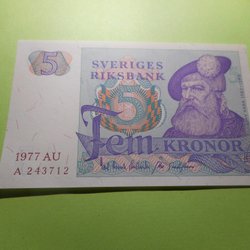 5
SVERIGES
RIKSBANK
5
Fem KRONOR
1977 AU
A 243712